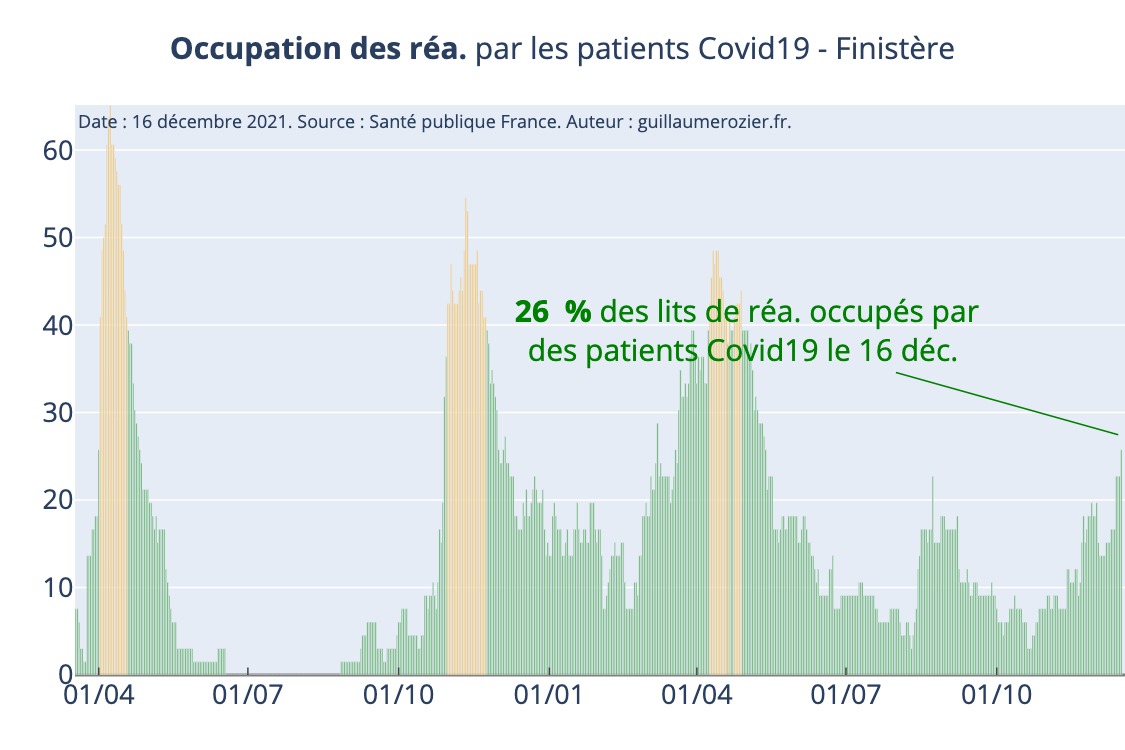 Occupation des réa. par les patients Covid19 - Finistère
Date : 16 décembre 2021. Source : Santé publique France. Auteur : guillaumerozier.fr.
60
50
40
30
20
10
0
26 % des lits de réa. occupés par
des patients Covid19 le 16 déc.
01/04 01/07 01/10 01/01 01/04 01/07 01/10